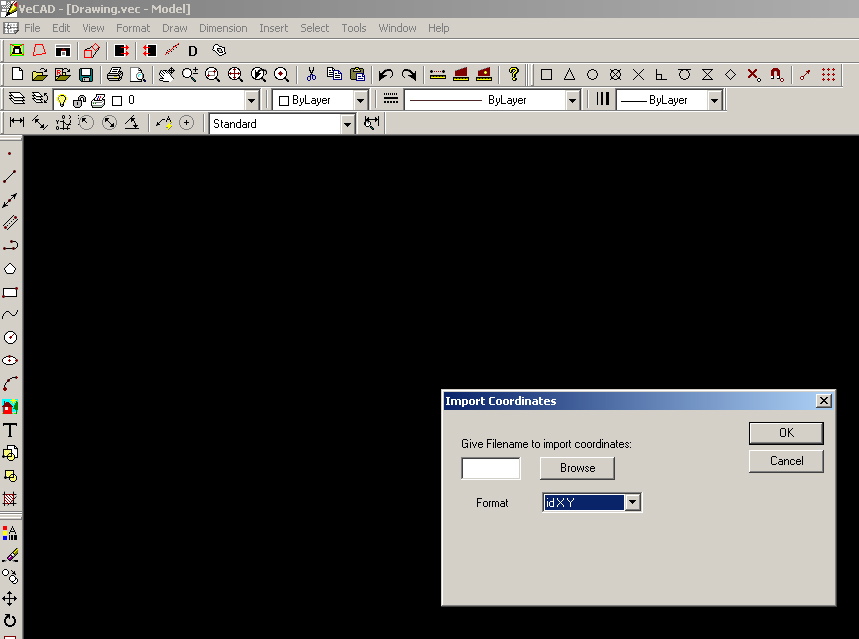 VeCAD - [Drawing.vec - Model]
File Edit View Format Draw Dimension Insert Select Tools Window Help
D
0 ByLayer ByLayer ByLayer
Standard
Import Coordinates
Give Filename to import coordinates:
OK
Browse
Cancel
Format
id X Y
T
A